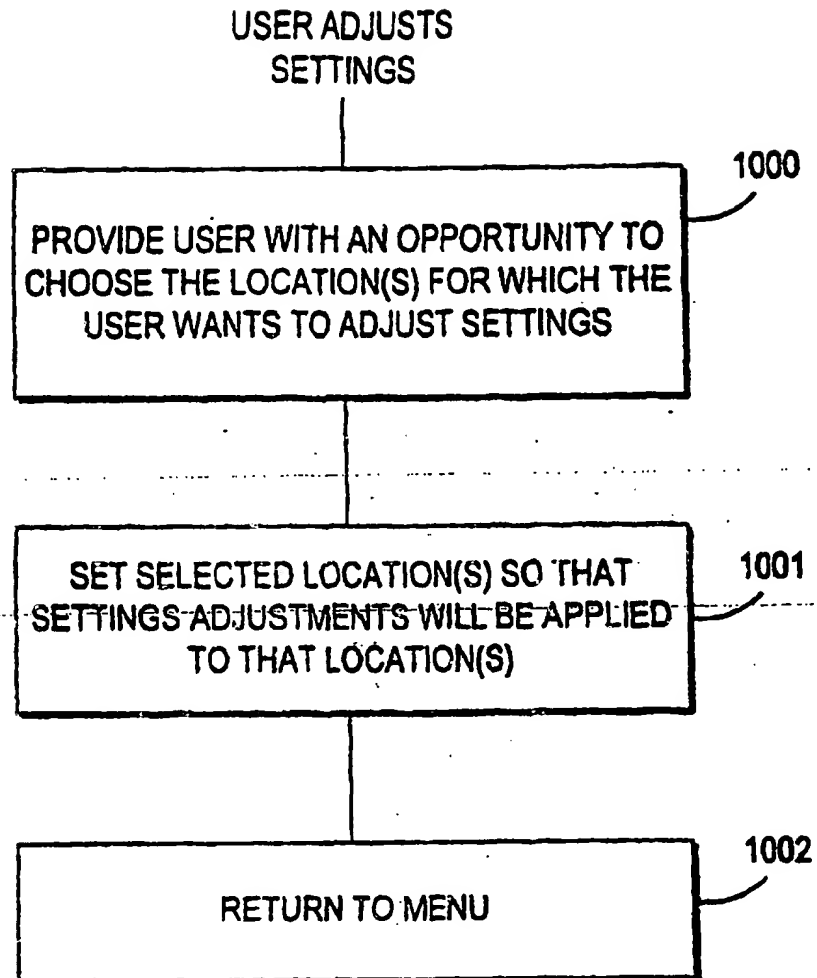 USER ADJUSTS
SETTINGS
1000
PROVIDE USER WITH AN OPPORTUNITY TO
CHOOSE THE LOCATION(S) FOR WHICH THE
USER WANTS TO ADJUST SETTINGS
1001
SET SELECTED LOCATION(S) SO THAT
SETTINGS ADJUSTMENTS WILL BE APPLIED
TO THAT LOCATION(S)
1002
RETURN TO MENU